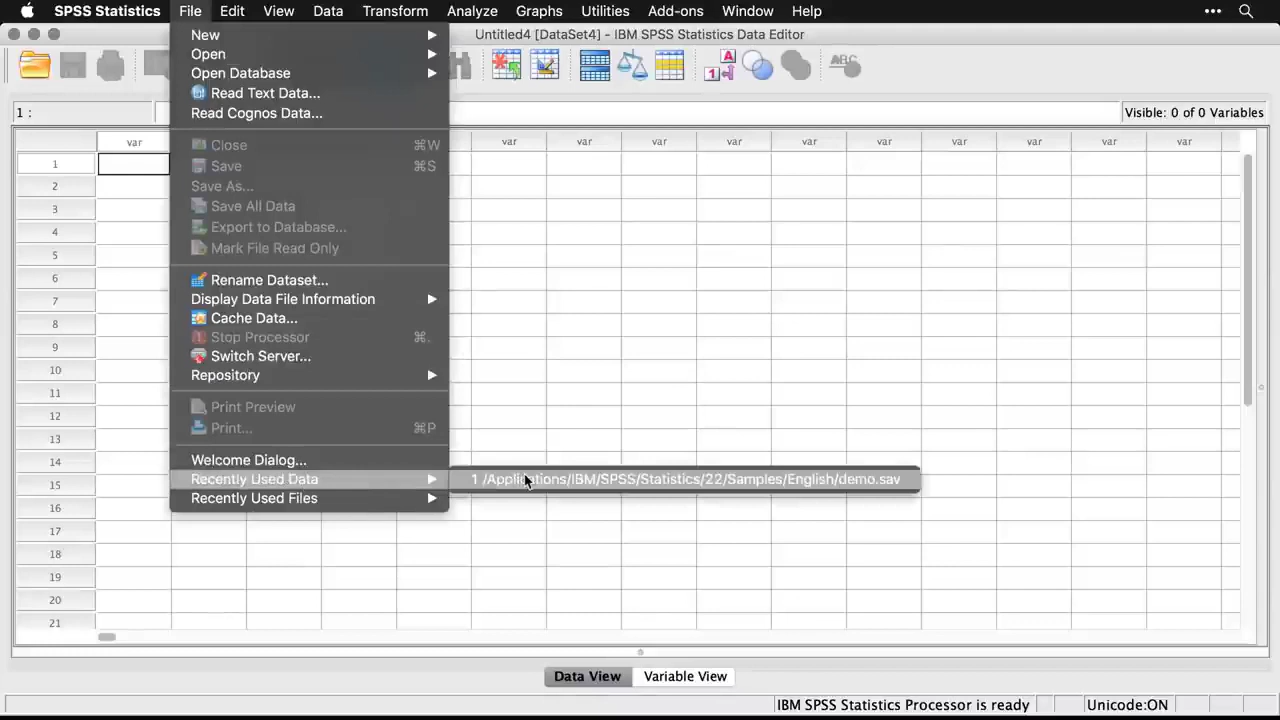 SPSS Statistics File Edit View Data Transform Analyze Graphs Utilities Add-ons Window Help
Untitled4 [DataSet4] - IBM SPSS Statistics Data Editor
New
Open
Open Database
Read Text Data...
Read Cognos Data...
Close ⌘W
Save ⌘S
Save As...
Save All Data
Export to Database...
Mark File Read Only
Rename Dataset...
Display Data File Information
Cache Data...
Stop Processor ⌘.
Switch Server...
Repository
Print Preview
Print... ⌘P
Welcome Dialog...
Recently Used Data
Recently Used Files
1 /Applications/IBM/SPSS/Statistics/22/Samples/English/demo.sav
A
1 4
ABC
1 :
Visible: 0 of 0 Variables
var var var var var var var var var var var
1
2
3
4
5
6
7
8
9
10
11
12
13
14
15
16
17
18
19
20
21
Data View Variable View
IBM SPSS Statistics Processor is ready Unicode:ON